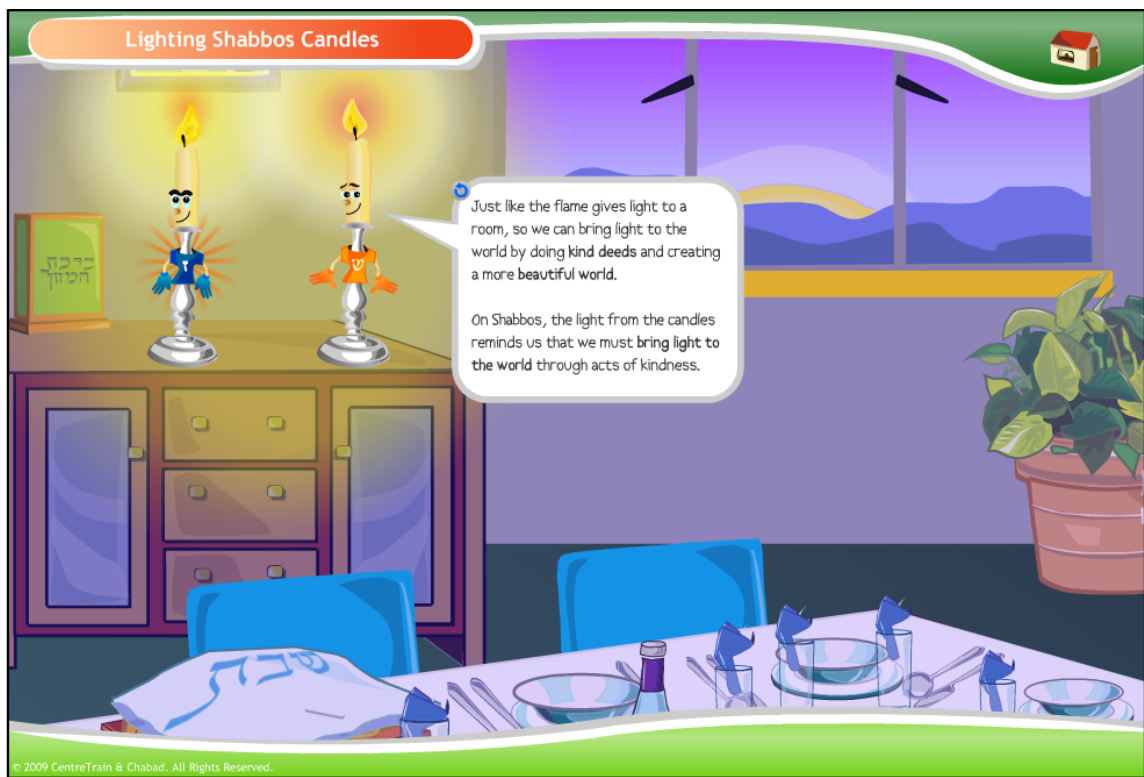 Lighting Shabbos Candles
ברכת
המזון
ז
ש
Just like the flame gives light to a
room, so we can bring light to the
world by doing kind deeds and creating
a more beautiful world.
On Shabbos, the light from the candles
reminds us that we must bring light to
the world through acts of kindness.
שבת
© 2009 CentreTrain & Chabad. All Rights Reserved.